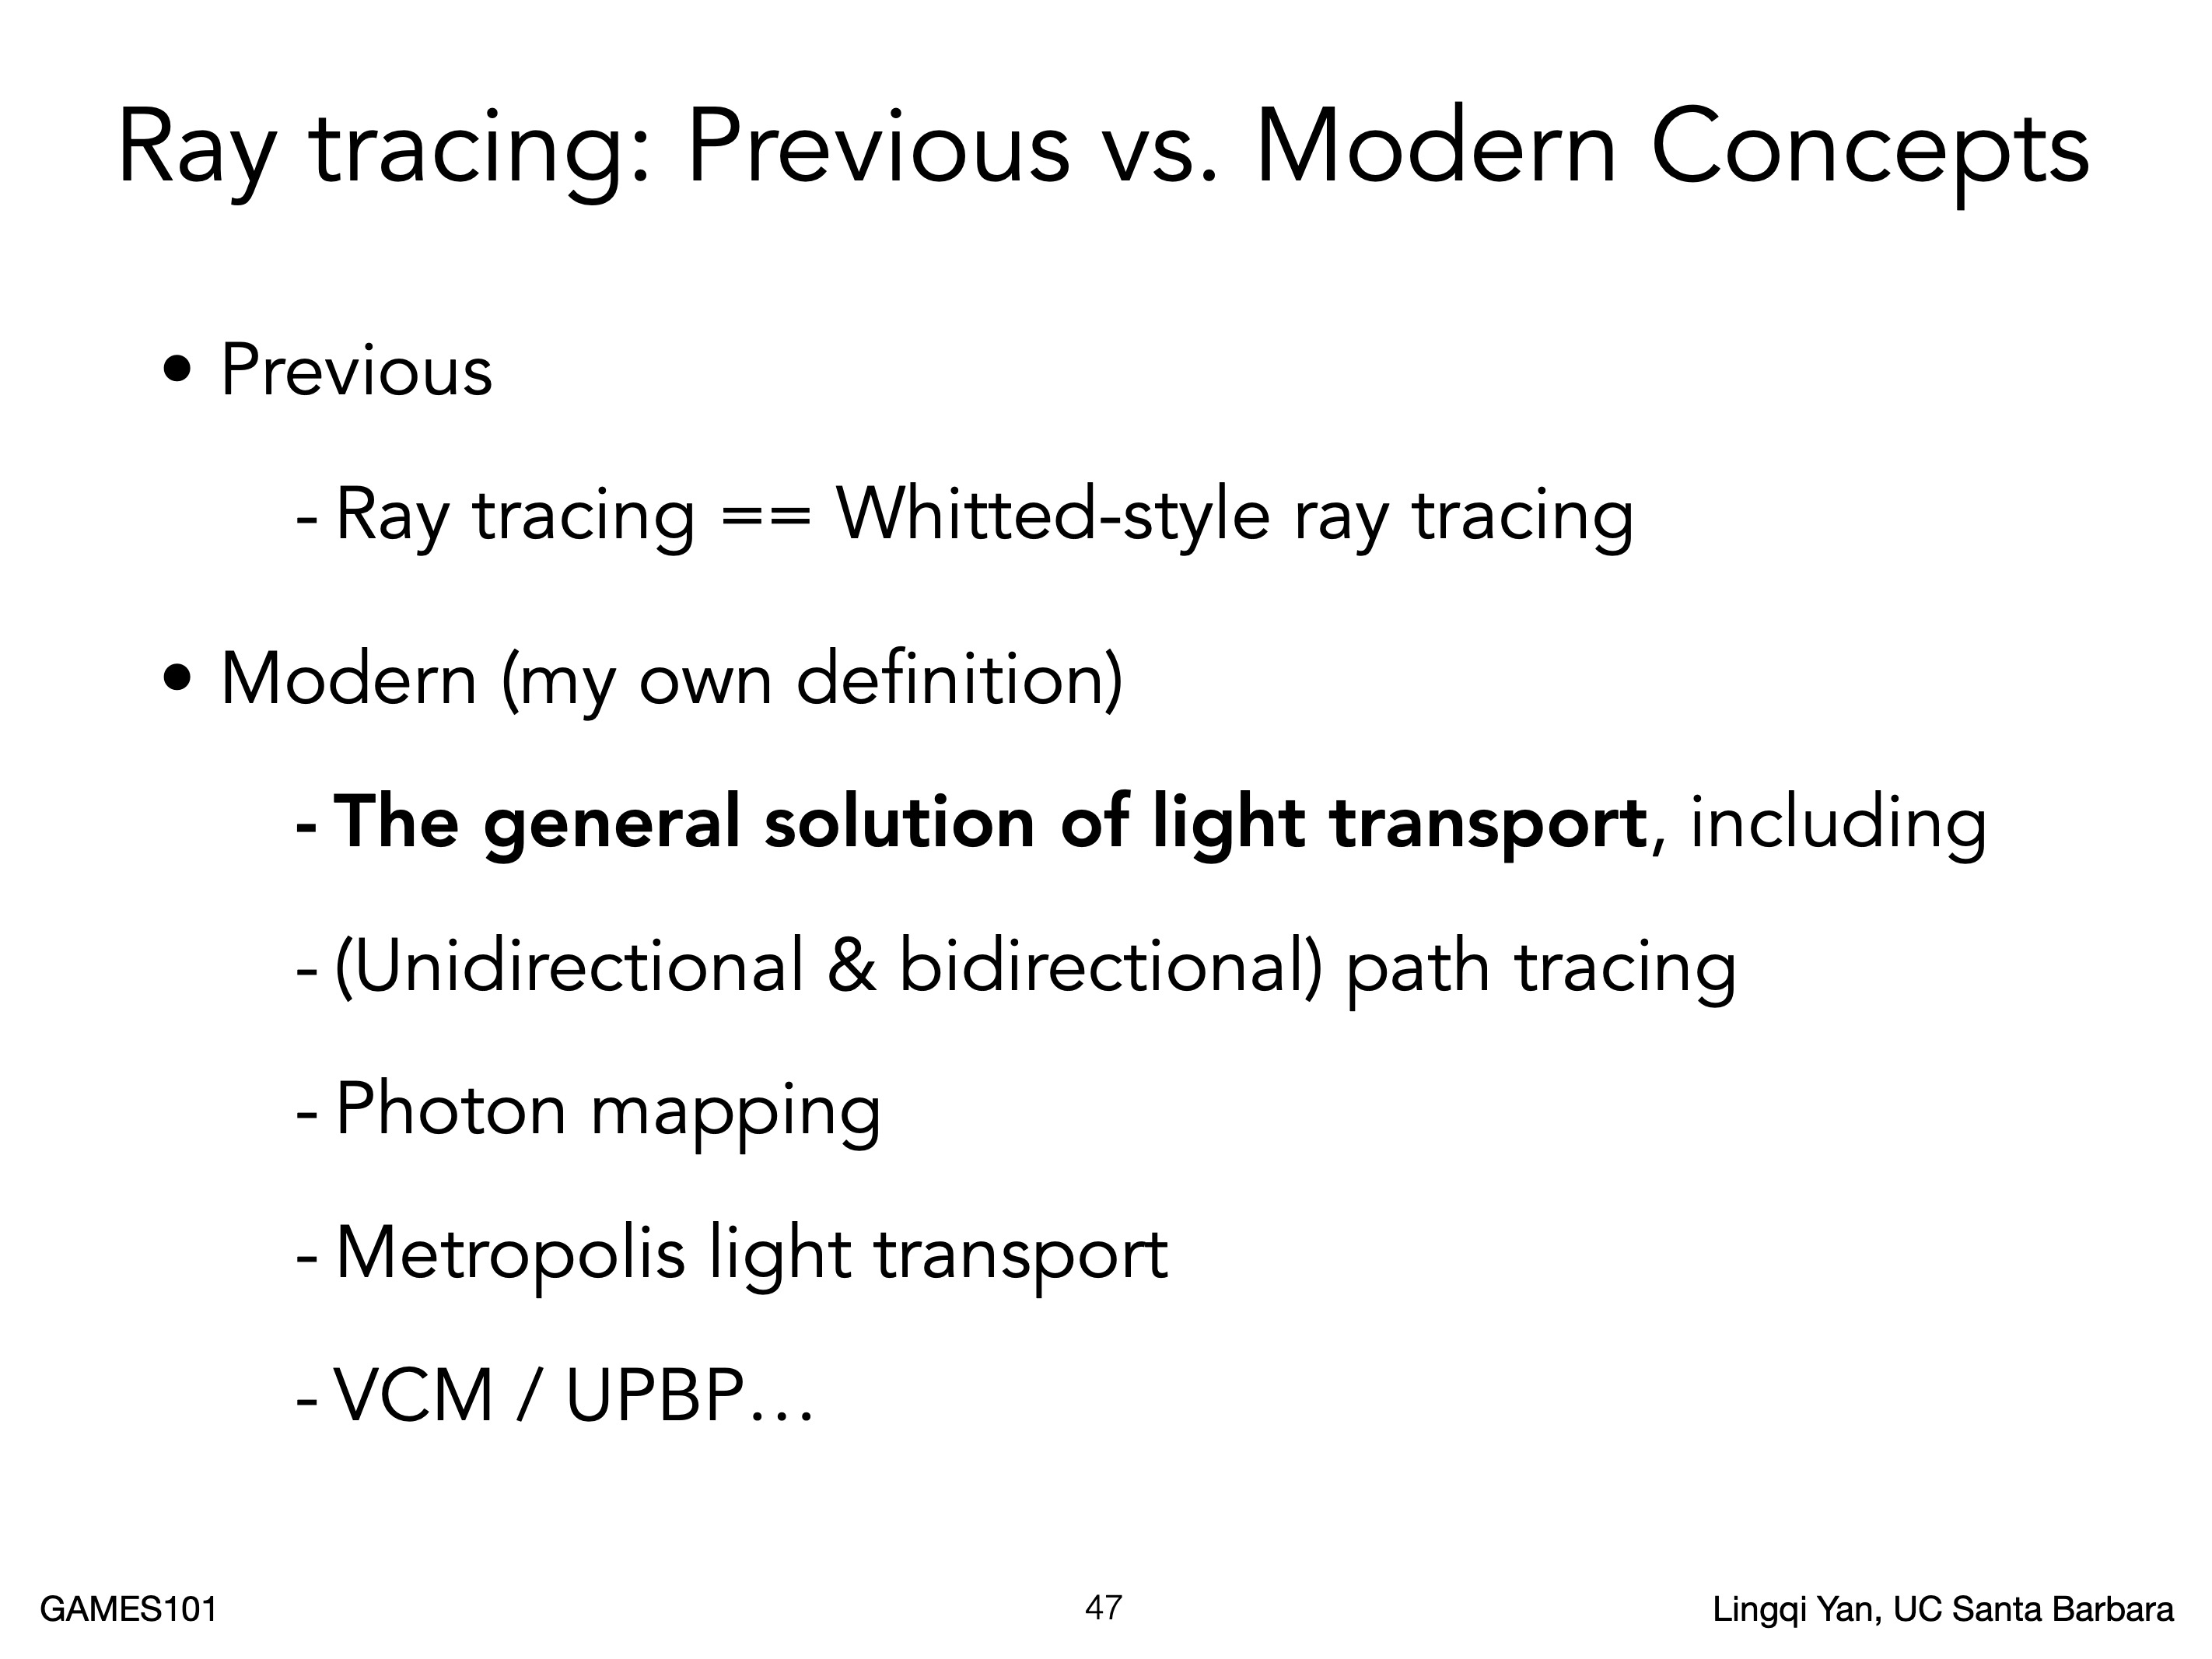 Ray tracing: Previous vs. Modern Concepts
• Previous
- Ray tracing == Whitted-style ray tracing
• Modern (my own definition)
- The general solution of light transport, including
- (Unidirectional & bidirectional) path tracing
- Photon mapping
- Metropolis light transport
- VCM / UPBP…
GAMES101
47
Lingqi Yan, UC Santa Barbara